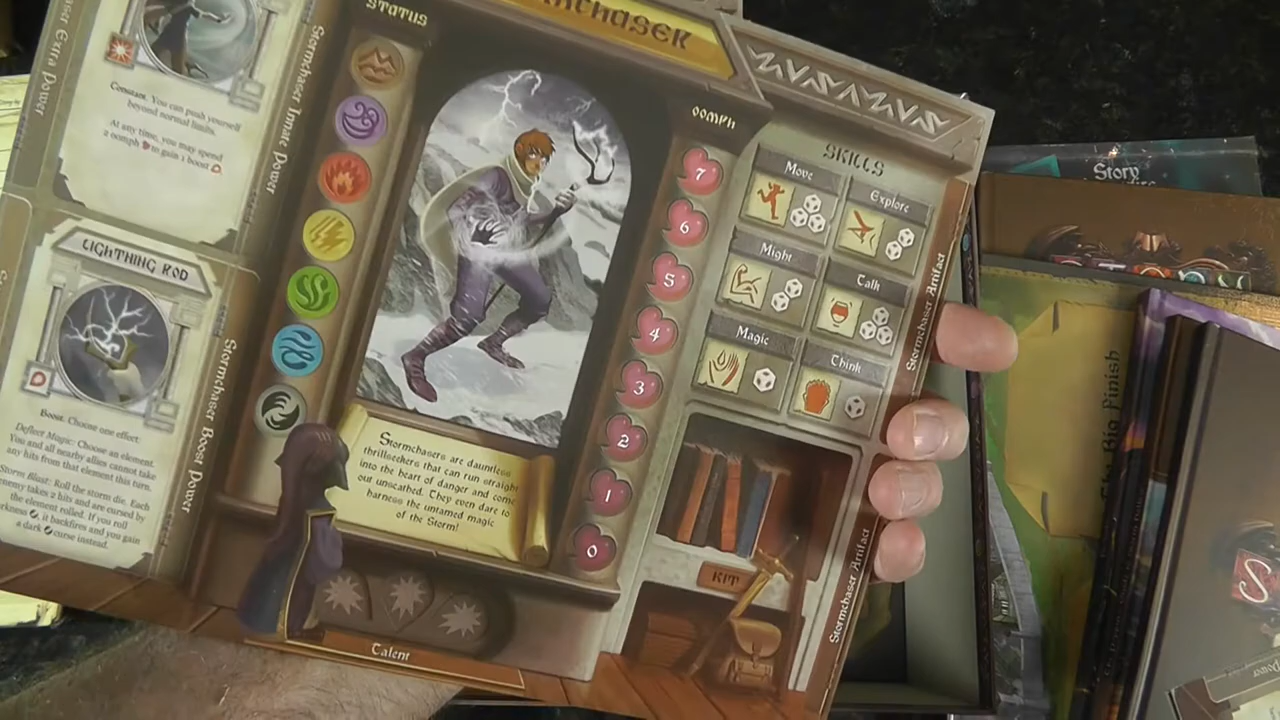 Constant. You can push yourself
beyond normal limits.
At any time, you may spend
2 oomph to gain 1 boost
LIGHTNING ROD
Boost. Choose one effect:
Deflect Magic: Choose an element.
You and all nearby allies cannot take
any hits from that element this turn.
Storm Blast: Roll the storm die. Each
enemy takes 2 hits and are cursed by
the element rolled. If you roll
it backfires and you gain
a dark curse instead.
Extra Power
Stormchaser Innate Power
Stormchaser Boost Power
STATUS
OOMPH
7
6
5
4
3
2
1
0
Stormchasers are dauntless
thrillseekers that can run straight
into the heart of danger and come
out unscathed. They even dare to
harness the untamed magic
of the Storm!
Talent
SKILLS
Move
Explore
Might
Talk
Magic
Think
KIT
Stormchaser Artifact
Stormchaser Artifact
Story
The Big Finish
S